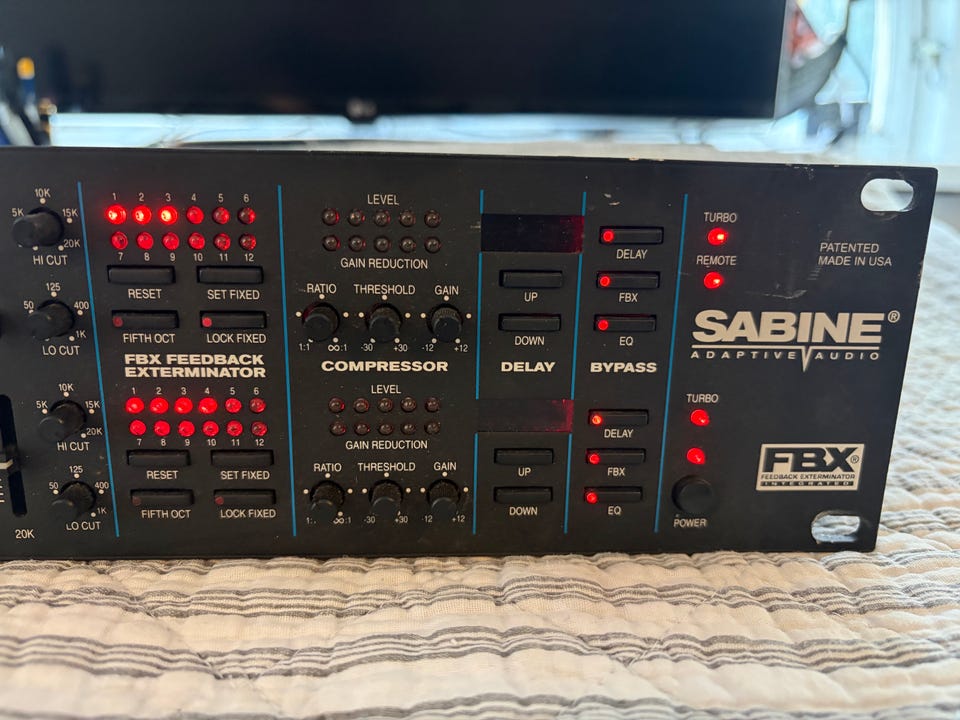 10K
5K 15K
20K
HI CUT
125
50 400
1K
LO CUT
10K
5K 15K
20K
HI CUT
125
50 400
1K
LO CUT
20K
1 2 3 4 5 6
7 8 9 10 11 12
RESET SET FIXED
FIFTH OCT LOCK FIXED
FBX FEEDBACK
EXTERMINATOR
1 2 3 4 5 6
7 8 9 10 11 12
RESET SET FIXED
FIFTH OCT LOCK FIXED
LEVEL
GAIN REDUCTION
RATIO THRESHOLD GAIN
1:1 ∞:1 -30 +30 -12 +12
COMPRESSOR
LEVEL
GAIN REDUCTION
RATIO THRESHOLD GAIN
∞:1 -30 +30 -12 +12
UP
DOWN
DELAY
UP
DOWN
DELAY
FBX
EQ
BYPASS
DELAY
FBX
EQ
TURBO
REMOTE
PATENTED
MADE IN USA
SABINE®
ADAPTIVE AUDIO
TURBO
POWER
FBX®
FEEDBACK EXTERMINATOR
INTEGRATED